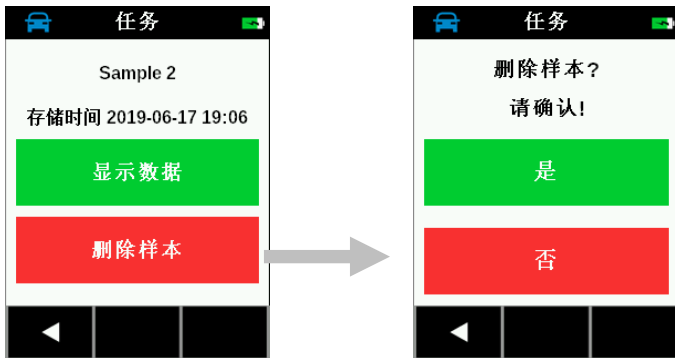 任务
Sample 2
存储时间 2019-06-17 19:06
显示数据
删除样本
任务
删除样本?
请确认!
是
否